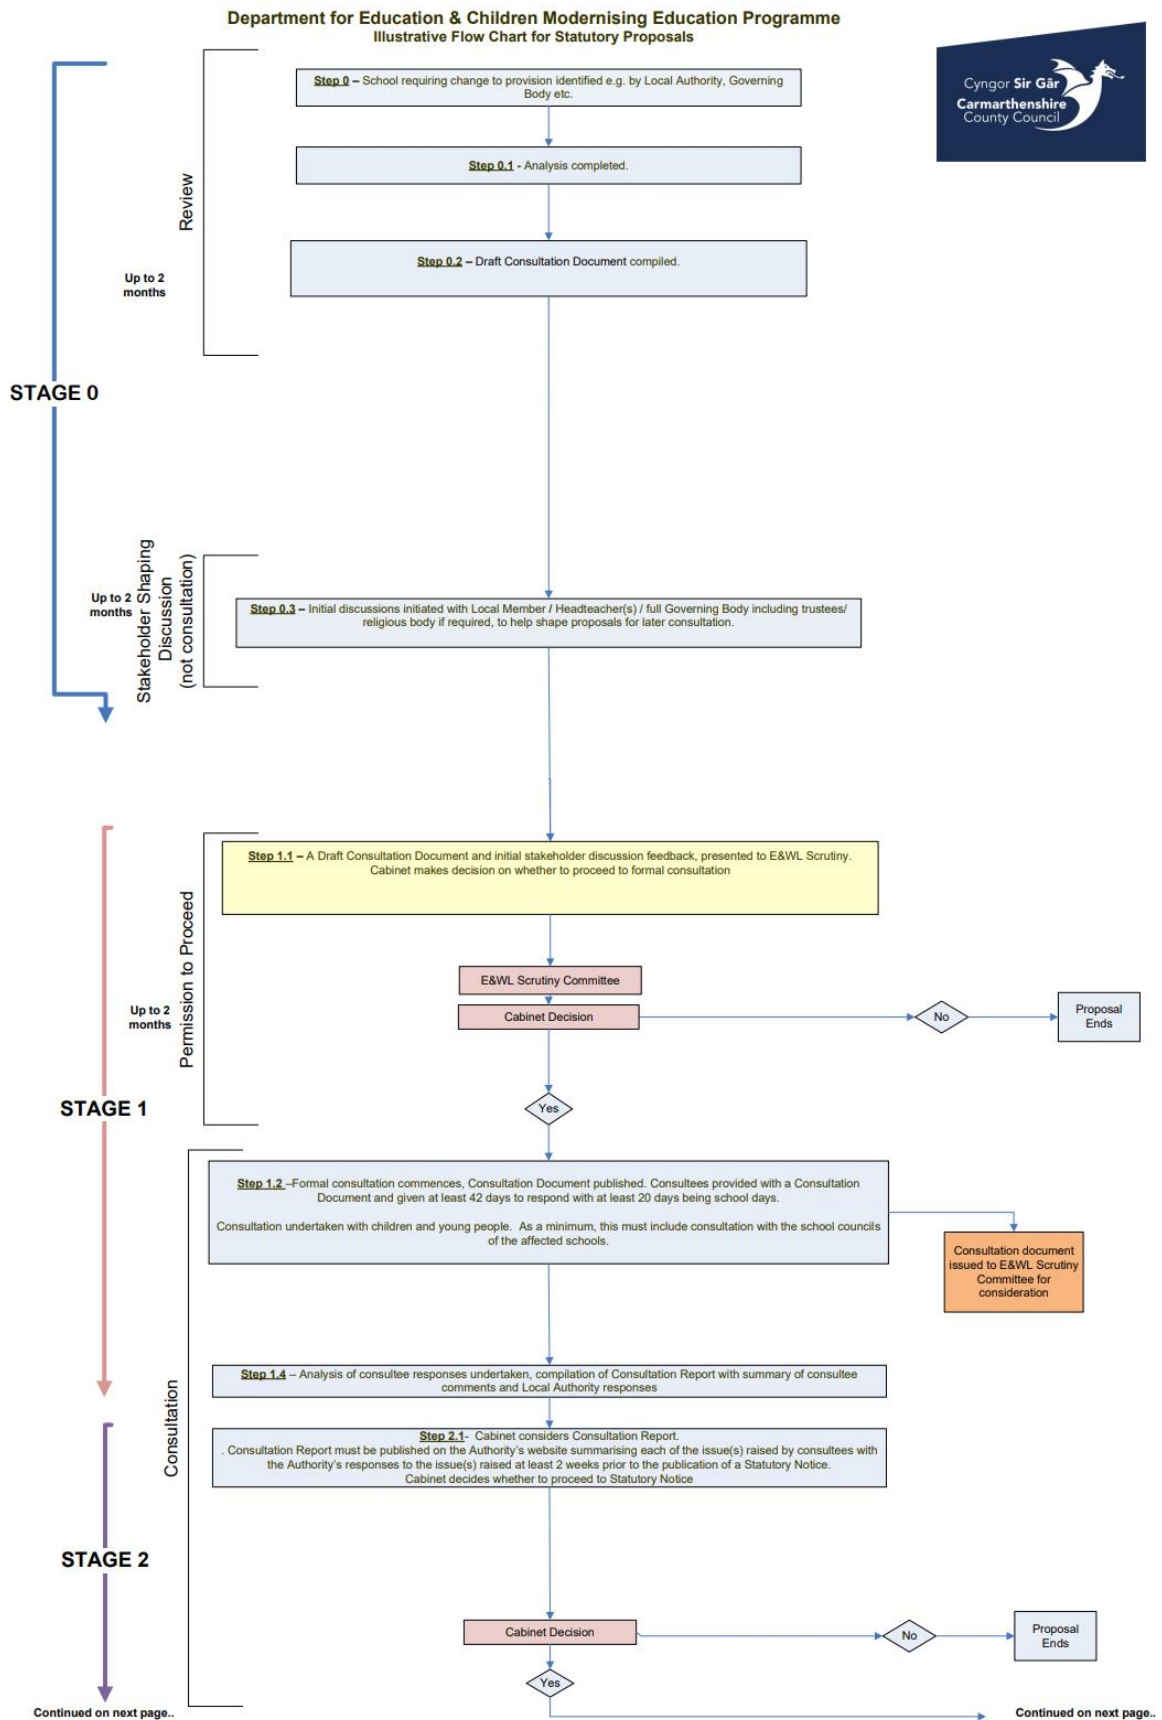 Department for Education & Children Modernising Education Programme
Illustrative Flow Chart for Statutory Proposals
Cyngor Sir Gâr
Carmarthenshire
County Council
Step 0 – School requiring change to provision identified e.g. by Local Authority, Governing
Body etc.
Step 0.1 - Analysis completed.
Review
Step 0.2 – Draft Consultation Document compiled.
Up to 2
months
STAGE 0
Stakeholder Shaping
Discussion
(not consultation)
Up to 2
months
Step 0.3 – Initial discussions initiated with Local Member / Headteacher(s) / full Governing Body including trustees/
religious body if required, to help shape proposals for later consultation.
Step 1.1 – A Draft Consultation Document and initial stakeholder discussion feedback, presented to E&WL Scrutiny.
Cabinet makes decision on whether to proceed to formal consultation
Permission to Proceed
E&WL Scrutiny Committee
Up to 2
months
Cabinet Decision
No
Proposal
Ends
STAGE 1
Yes
Step 1.2 –Formal consultation commences, Consultation Document published. Consultees provided with a Consultation
Document and given at least 42 days to respond with at least 20 days being school days.
Consultation undertaken with children and young people. As a minimum, this must include consultation with the school councils
of the affected schools.
Consultation document
issued to E&WL Scrutiny
Committee for
consideration
Step 1.4 – Analysis of consultee responses undertaken, compilation of Consultation Report with summary of consultee
comments and Local Authority responses
Consultation
Step 2.1- Cabinet considers Consultation Report.
. Consultation Report must be published on the Authority's website summarising each of the issue(s) raised by consultees with
the Authority's responses to the issue(s) raised at least 2 weeks prior to the publication of a Statutory Notice.
Cabinet decides whether to proceed to Statutory Notice
STAGE 2
Cabinet Decision
No
Proposal
Ends
Yes
Continued on next page..
Continued on next page..